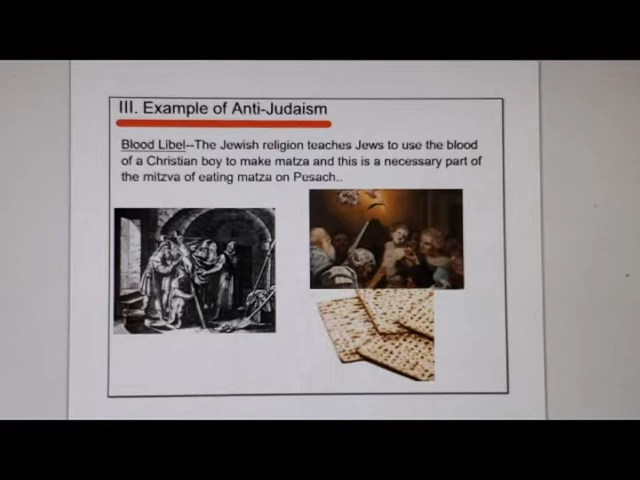 III. Example of Anti-Judaism
Blood Libel--The Jewish religion teaches Jews to use the blood
of a Christian boy to make matza and this is a necessary part of
the mitzva of eating matza on Pesach..